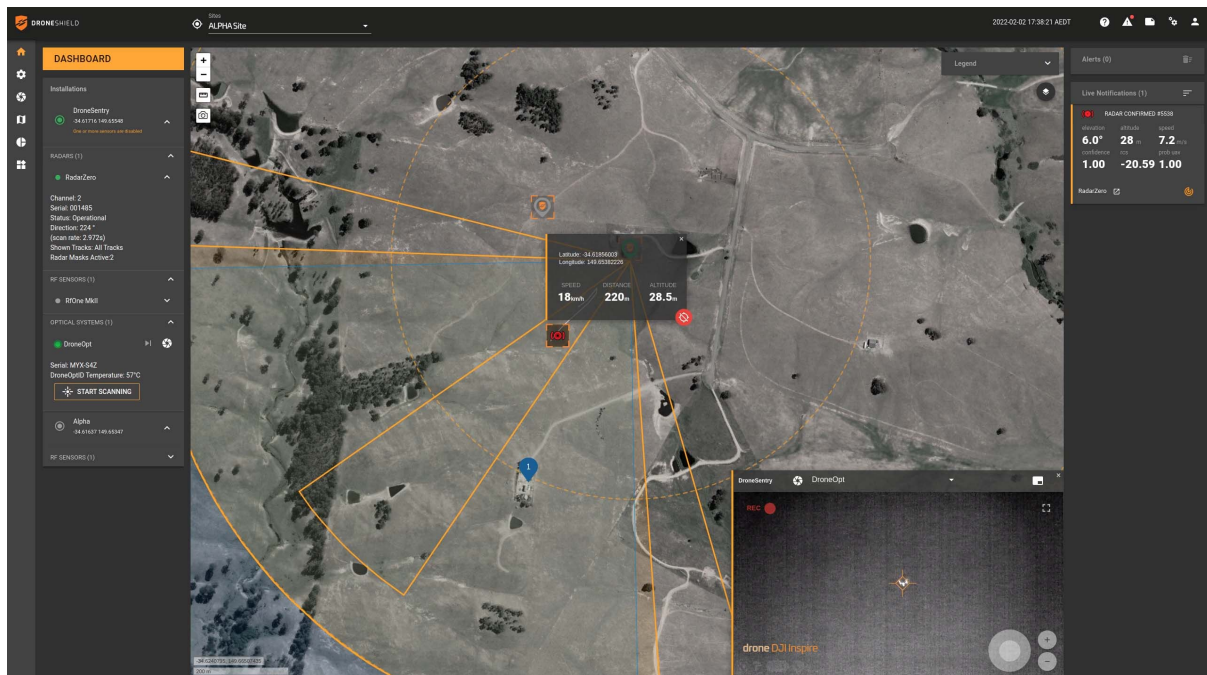 DRONESHIELD
Sites
ALPHA Site
2022-02-02 17:38:21 AEDT
DASHBOARD
Installations
DroneSentry
-34.61716 149.65548
One or more sensors are disabled
RADARS (1)
RadarZero
Channel: 2
Serial: 001485
Status: Operational
Direction: 224 °
(scan rate: 2.972s)
Shown Tracks: All Tracks
Radar Masks Active:2
RF SENSORS (1)
RfOne MkII
OPTICAL SYSTEMS (1)
DroneOpt
Serial: MYX-S4Z
DroneOptID Temperature: 57°C
START SCANNING
Alpha
-34.61637 149.65347
RF SENSORS (1)
+
−
Legend
Latitude: -34.61856003
Longitude: 149.65382226
SPEED DISTANCE ALTITUDE
18km/h 220m 28.5m
1
200 m
DroneSentry
DroneOpt
REC
drone DJI Inspire
+
−
Alerts (0)
Live Notifications (1)
RADAR CONFIRMED #5538
elevation altitude speed
6.0° 28 m 7.2 m/s
confidence rcs prob uav
1.00 -20.59 1.00
RadarZero